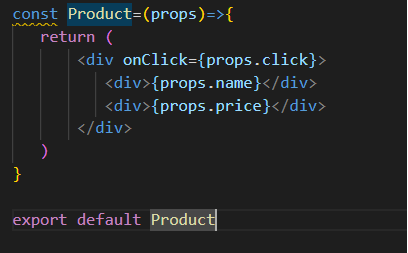 const Product=(props)=>{
return (
<div onClick={props.click}>
<div>{props.name}</div>
<div>{props.price}</div>
</div>
)
}
export default Product